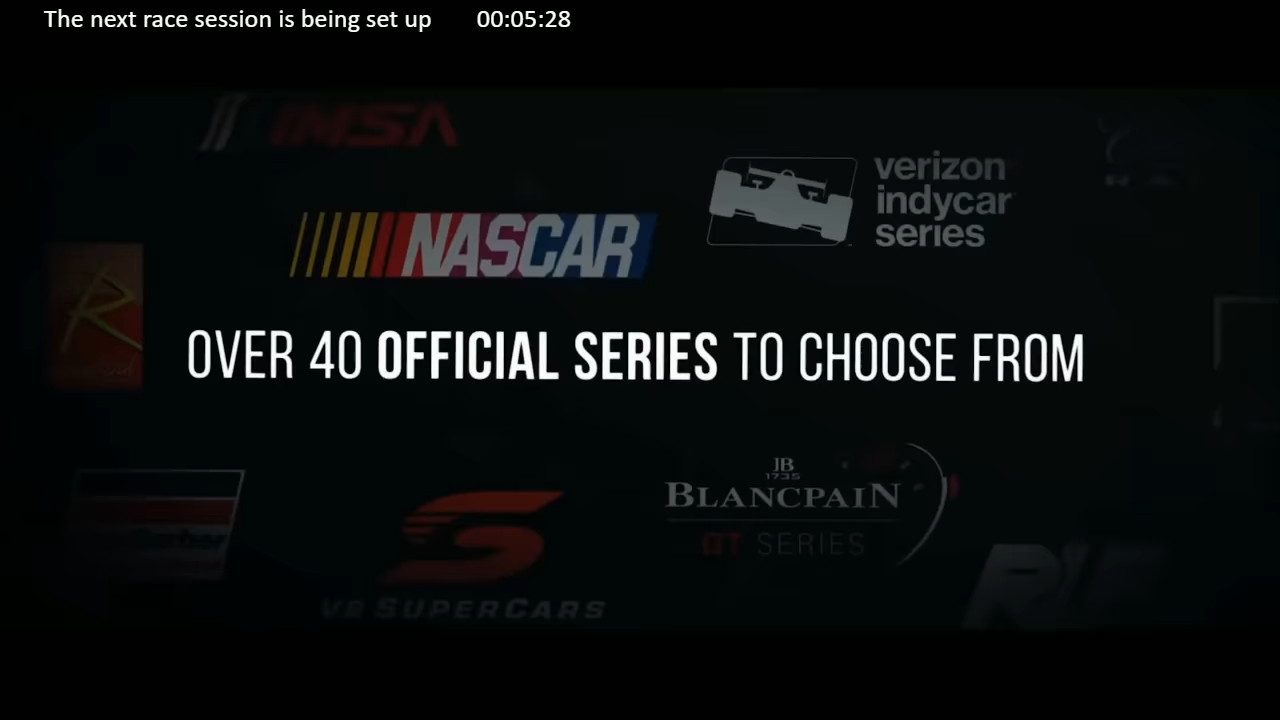 The next race session is being set up 00:05:28
IMSA
verizon
indycar
series
NASCAR
R
OVER 40 OFFICIAL SERIES TO CHOOSE FROM
JB
1735
BLANCPAIN
GT SERIES
S
V8 SUPERCARS